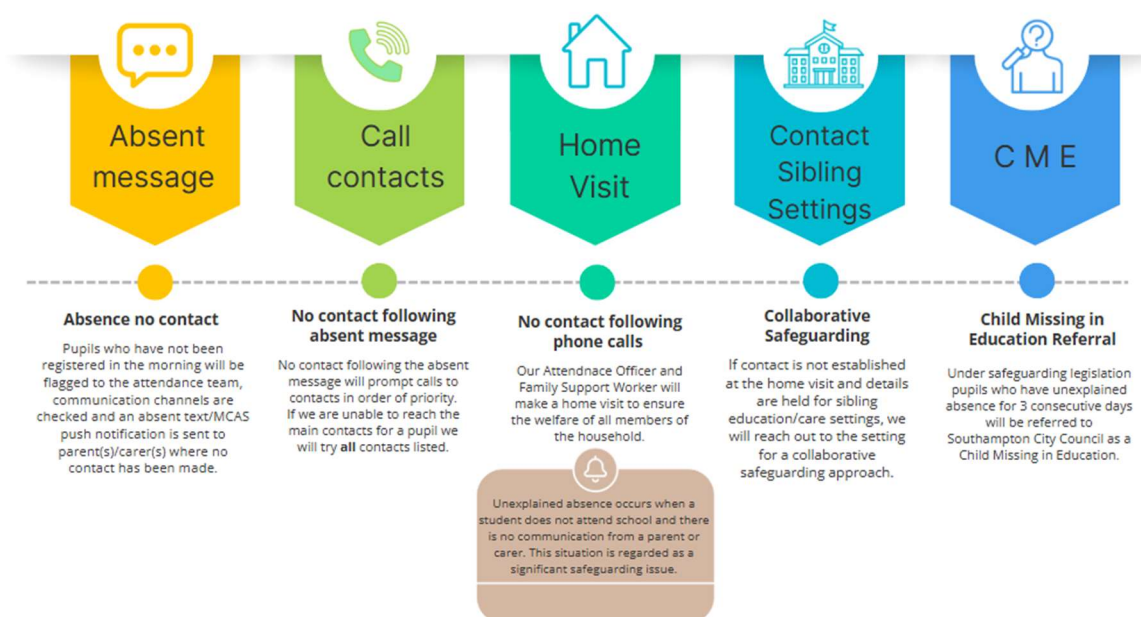 Absent
message
Call
contacts
Home
Visit
Contact
Sibling
Settings
C M E
Absence no contact
Pupils who have not been
registered in the morning will be
flagged to the attendance team,
communication channels are
checked and an absent text/MCAS
push notification is sent to
parent(s)/carer(s) where no
contact has been made.
No contact following
absent message
No contact following the absent
message will prompt calls to
contacts in order of priority.
If we are unable to reach the
main contacts for a pupil we
will try all contacts listed.
No contact following
phone calls
Our Attendnace Officer and
Family Support Worker will
make a home visit to ensure
the welfare of all members of
the household.
Unexplained absence occurs when a
student does not attend school and there
is no communication from a parent or
carer. This situation is regarded as a
significant safeguarding issue.
Collaborative
Safeguarding
If contact is not established
at the home visit and details
are held for sibling
education/care settings, we
will reach out to the setting
for a collaborative
safeguarding approach.
Child Missing in
Education Referral
Under safeguarding legislation
pupils who have unexplained
absence for 3 consecutive days
will be referred to
Southampton City Council as a
Child Missing in Education.